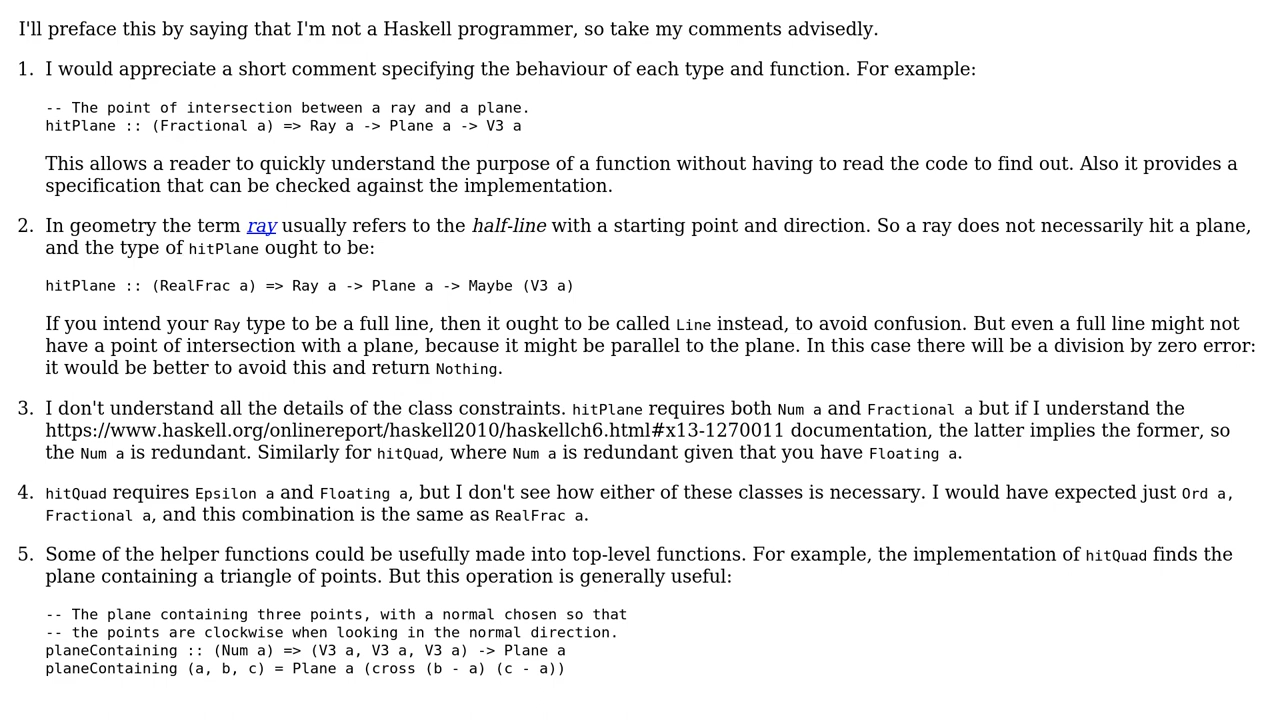 I'll preface this by saying that I'm not a Haskell programmer, so take my comments advisedly.
1. I would appreciate a short comment specifying the behaviour of each type and function. For example:
-- The point of intersection between a ray and a plane.
hitPlane :: (Fractional a) => Ray a -> Plane a -> V3 a
This allows a reader to quickly understand the purpose of a function without having to read the code to find out. Also it provides a
specification that can be checked against the implementation.
2. In geometry the term ray usually refers to the half-line with a starting point and direction. So a ray does not necessarily hit a plane,
and the type of hitPlane ought to be:
hitPlane :: (RealFrac a) => Ray a -> Plane a -> Maybe (V3 a)
If you intend your Ray type to be a full line, then it ought to be called Line instead, to avoid confusion. But even a full line might not
have a point of intersection with a plane, because it might be parallel to the plane. In this case there will be a division by zero error:
it would be better to avoid this and return Nothing.
3. I don't understand all the details of the class constraints. hitPlane requires both Num a and Fractional a but if I understand the
https://www.haskell.org/onlinereport/haskell2010/haskellch6.html#x13-1270011 documentation, the latter implies the former, so
the Num a is redundant. Similarly for hitQuad, where Num a is redundant given that you have Floating a.
4. hitQuad requires Epsilon a and Floating a, but I don't see how either of these classes is necessary. I would have expected just Ord a,
Fractional a, and this combination is the same as RealFrac a.
5. Some of the helper functions could be usefully made into top-level functions. For example, the implementation of hitQuad finds the
plane containing a triangle of points. But this operation is generally useful:
-- The plane containing three points, with a normal chosen so that
-- the points are clockwise when looking in the normal direction.
planeContaining :: (Num a) => (V3 a, V3 a, V3 a) -> Plane a
planeContaining (a, b, c) = Plane a (cross (b - a) (c - a))